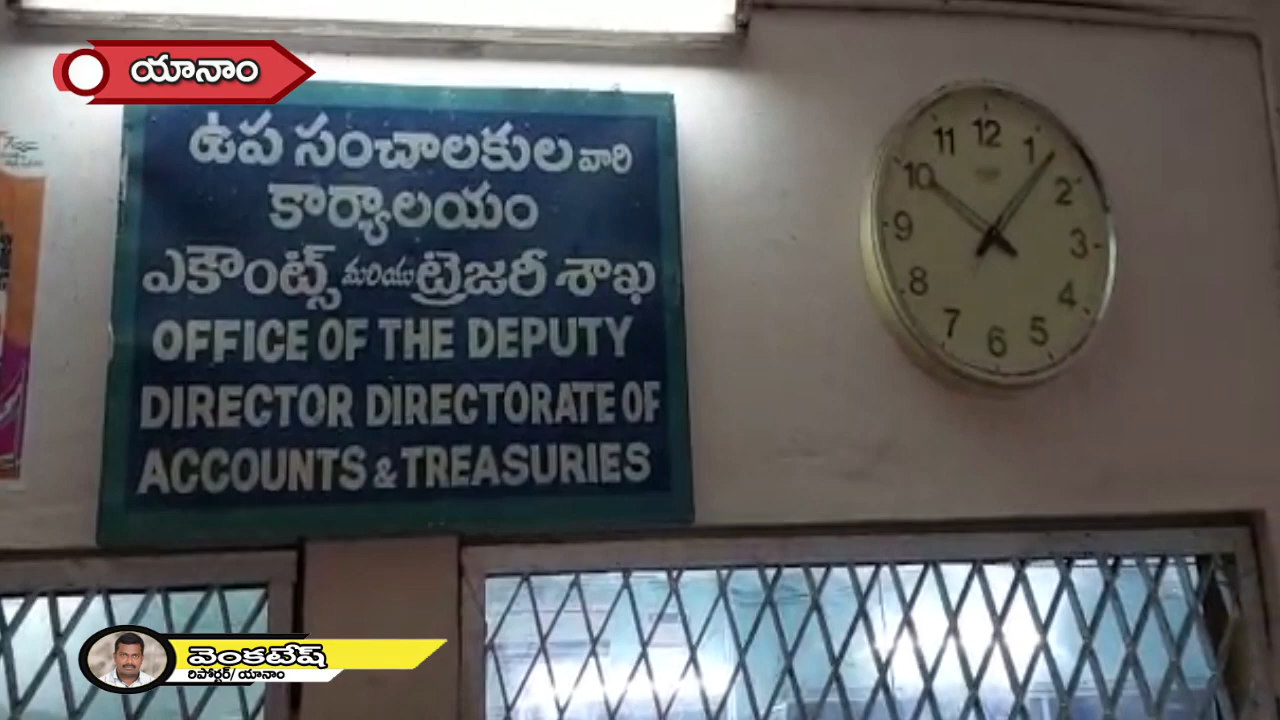 యానాం
ఉప సంచాలకుల వారి
కార్యాలయం
ఎకౌంట్స్ మరియు ట్రెజరీ శాఖ
OFFICE OF THE DEPUTY
DIRECTOR DIRECTORATE OF
ACCOUNTS & TREASURIES
11 12 1
10 2
9 3
8 4
7 6 5
వెంకటేష్
రిపోర్టర్/ యానాం